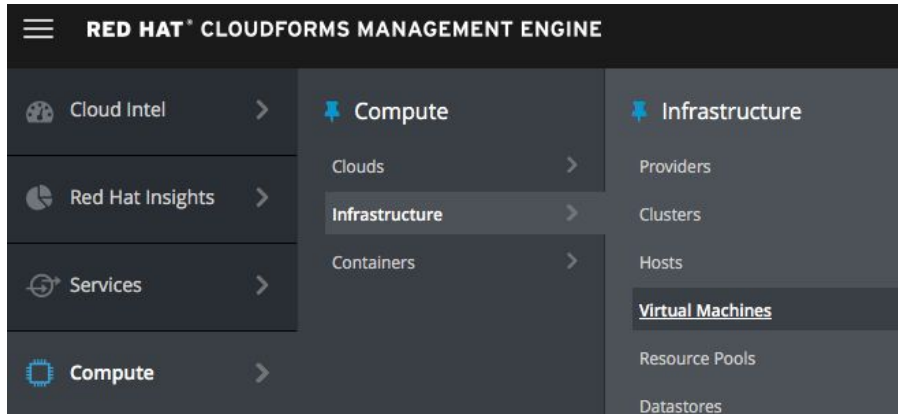 RED HAT® CLOUDFORMS MANAGEMENT ENGINE
Cloud Intel
Red Hat Insights
Services
Compute
Compute
Clouds
Infrastructure
Containers
Infrastructure
Providers
Clusters
Hosts
Virtual Machines
Resource Pools
Datastores